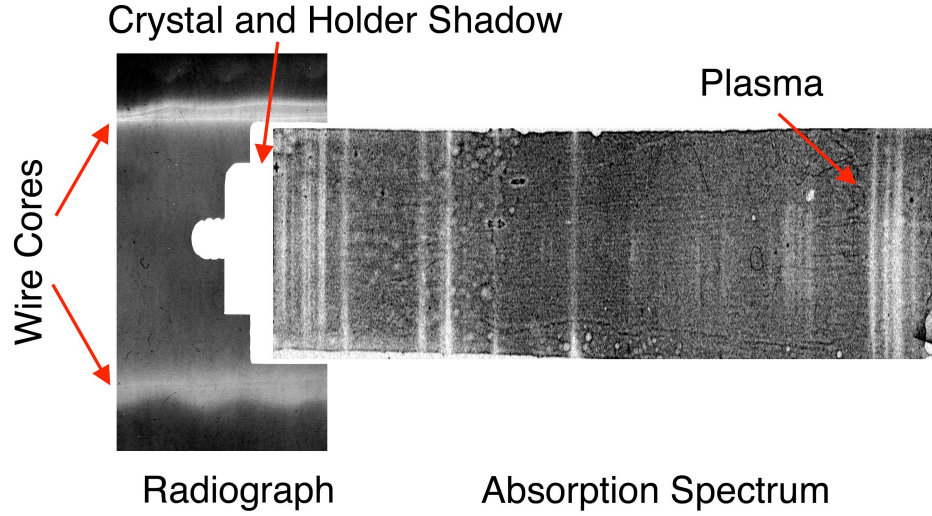 Crystal and Holder Shadow
Plasma
Wire Cores
Radiograph
Absorption Spectrum